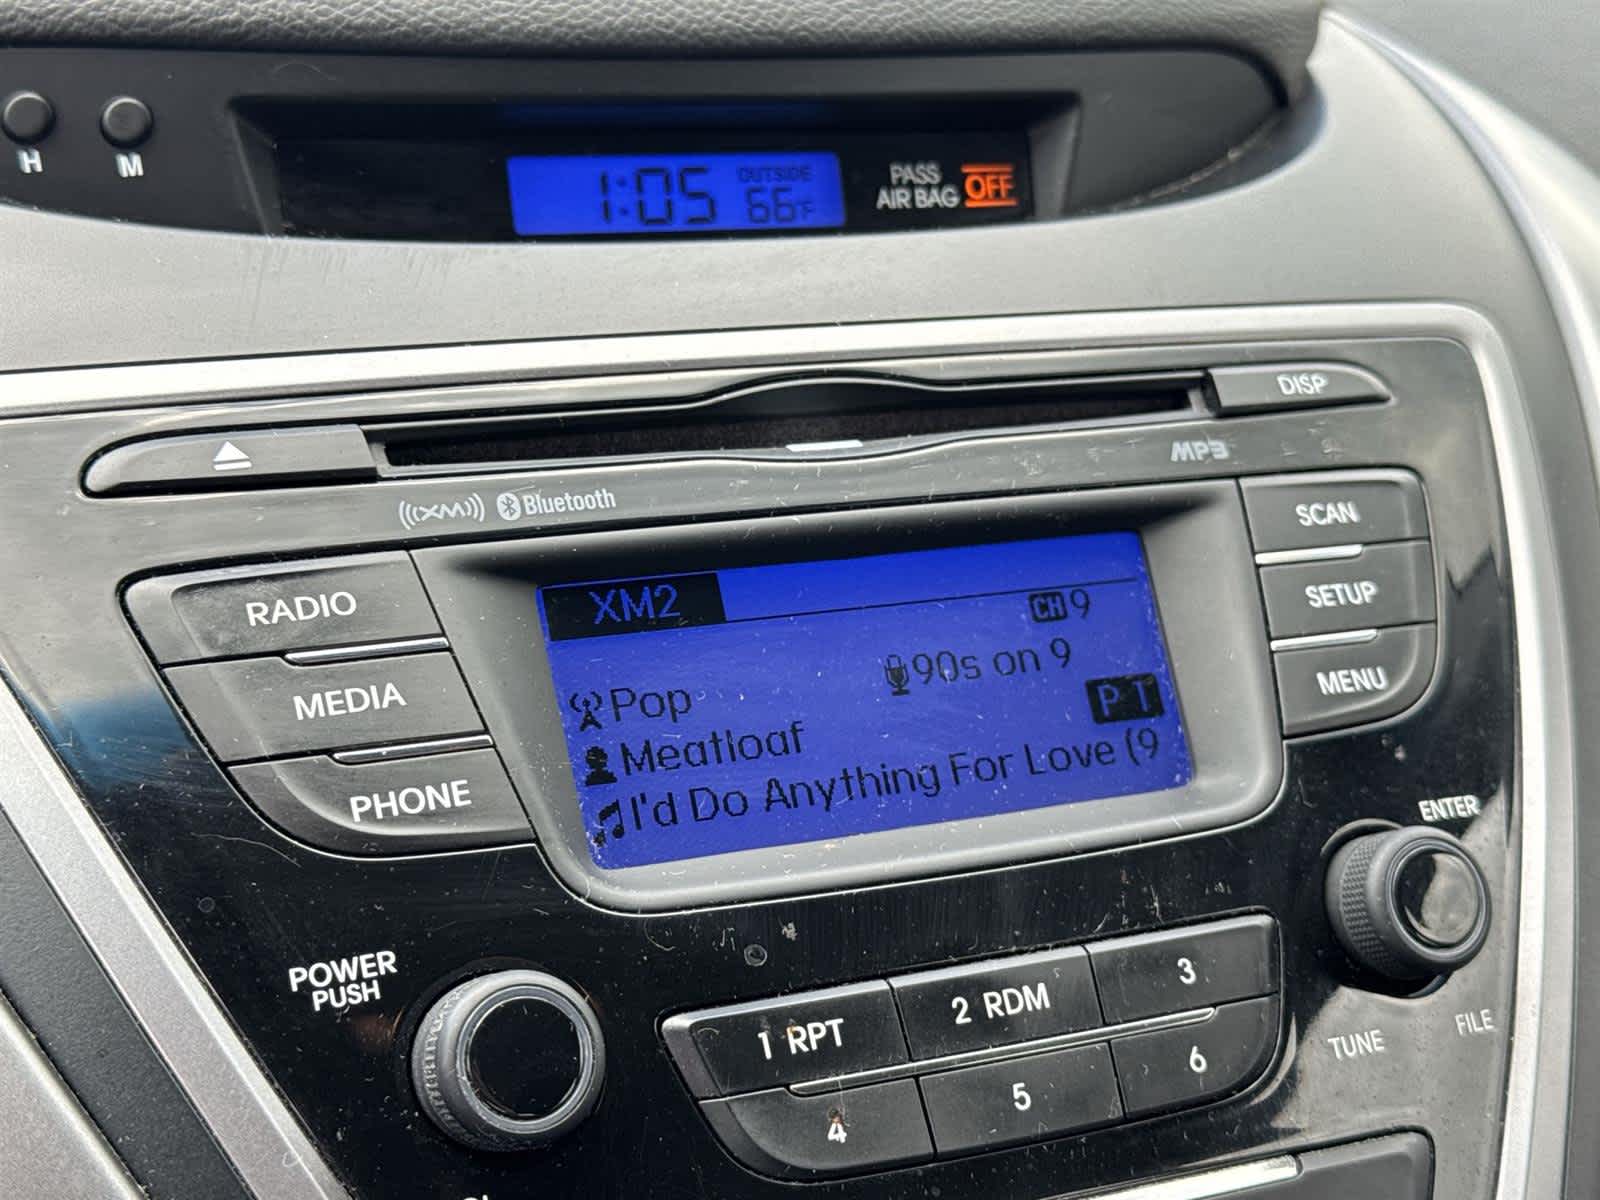 H
M
1:05
OUTSIDE
66°F
PASS
AIR BAG
OFF
DISP
MP3
(((XM))) Bluetooth
SCAN
SETUP
MENU
RADIO
MEDIA
PHONE
XM2
CH 9
90s on 9
Pop
P T
Meatloaf
I'd Do Anything For Love (9
ENTER
TUNE
FILE
POWER
PUSH
1 RPT
2 RDM
3
4
5
6